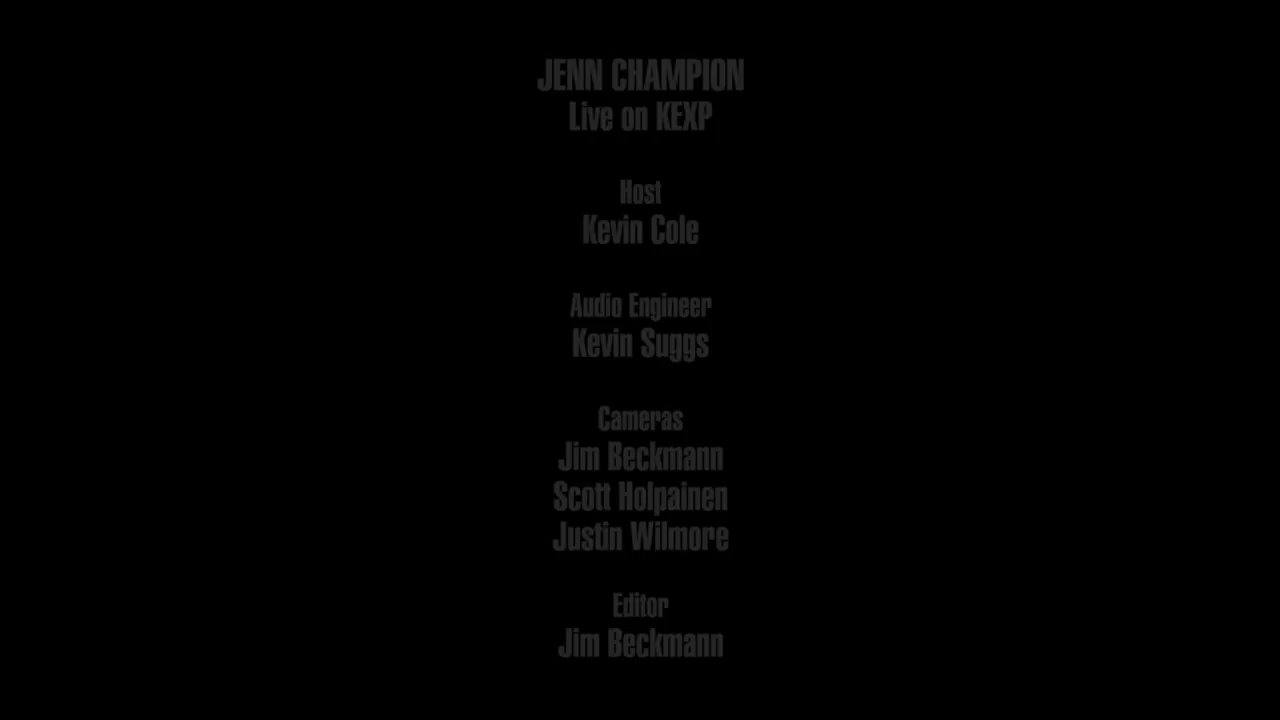 JENN CHAMPION
Live on KEXP
Host
Kevin Cole
Audio Engineer
Kevin Suggs
Cameras
Jim Beckmann
Scott Holpainen
Justin Wilmore
Editor
Jim Beckmann